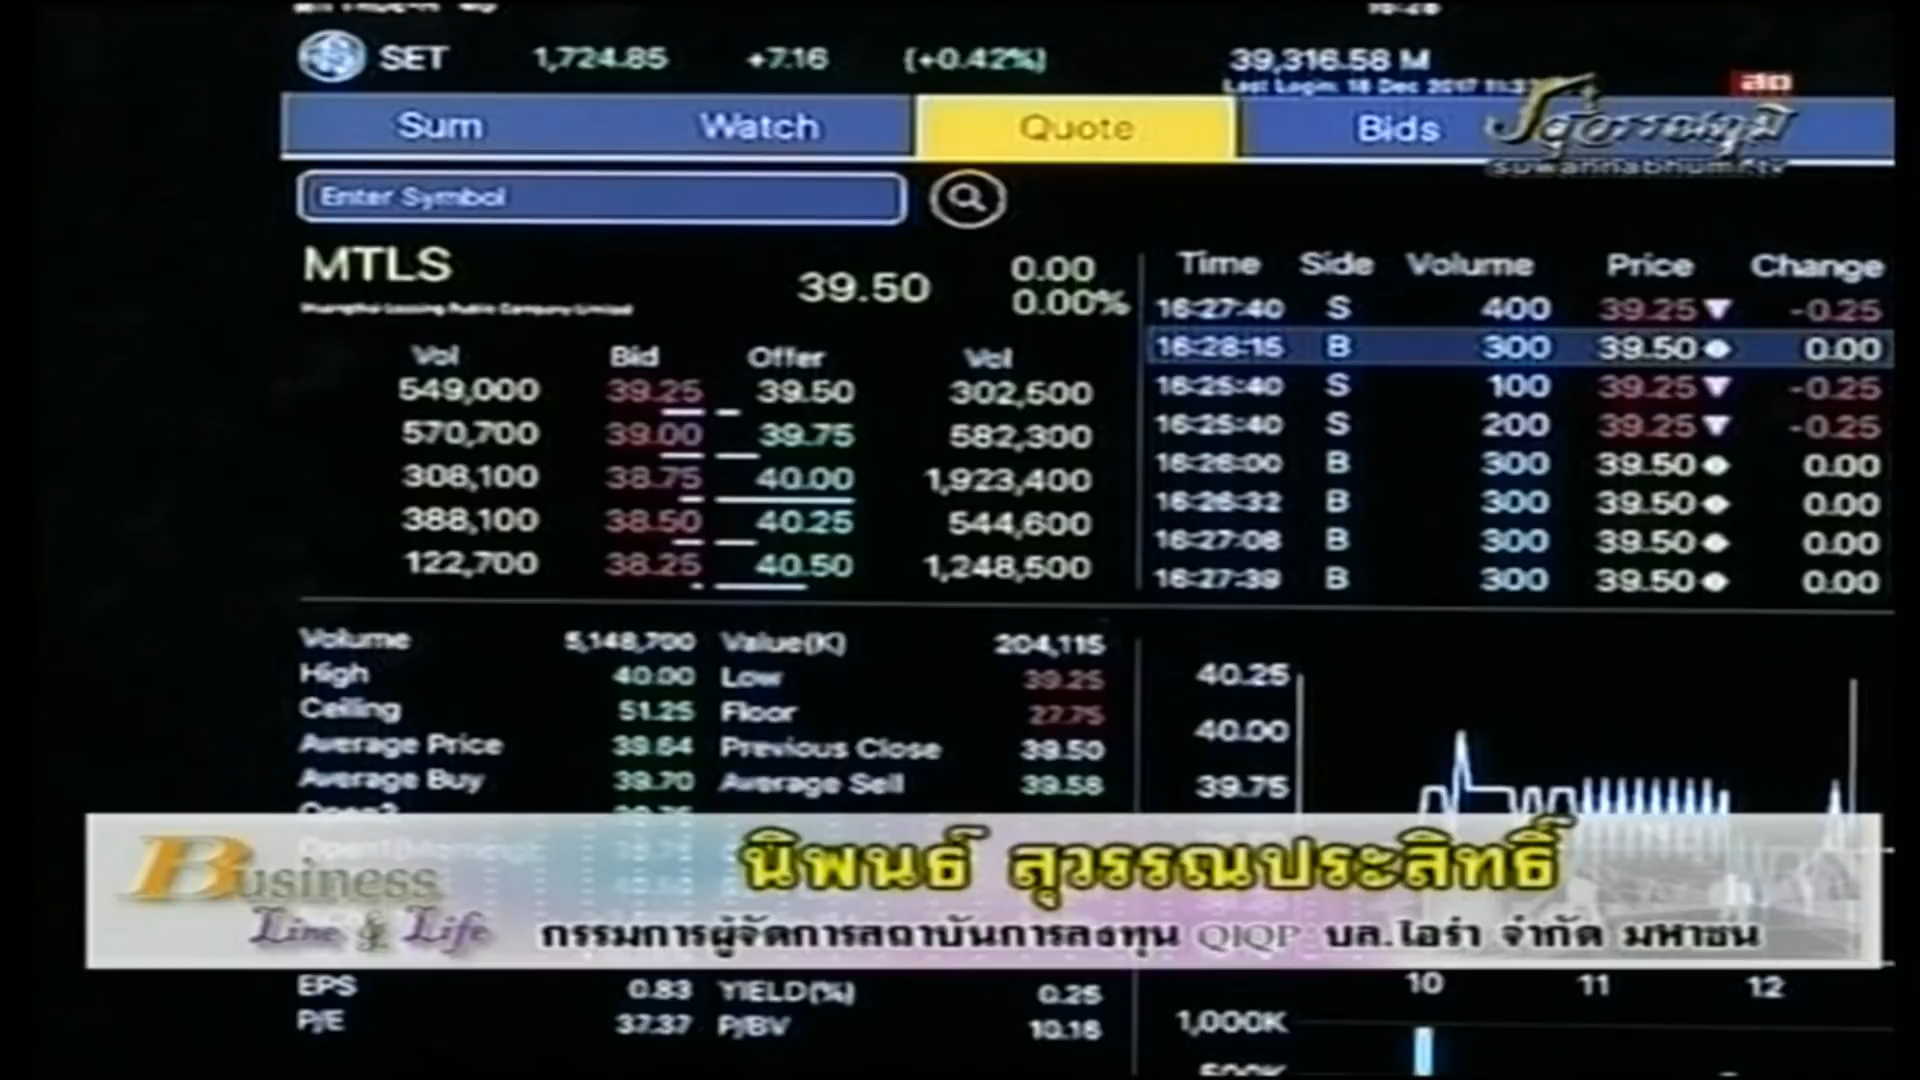 SET 1,724.85 +7.16 (+0.42%) 39,316.58 M
Last Login: 18 Dec 2017
สด
Sum Watch Quote Bids
สุวรรณภูมิ
suwannabhumi.tv
Enter Symbol
MTLS 39.50 0.00
0.00%
Vol Bid Offer Vol
549,000 39.25 39.50 302,500
570,700 39.00 39.75 582,300
308,100 38.75 40.00 1,923,400
388,100 38.50 40.25 544,600
122,700 38.25 40.50 1,248,500
Time Side Volume Price Change
16:27:40 S 400 39.25 -0.25
16:28:15 B 300 39.50 0.00
16:25:40 S 100 39.25 -0.25
16:25:40 S 200 39.25 -0.25
16:26:00 B 300 39.50 0.00
16:26:32 B 300 39.50 0.00
16:27:08 B 300 39.50 0.00
16:27:39 B 300 39.50 0.00
Volume 5,148,700 Value(K) 204,115
High 40.00 Low 39.25
Ceiling 51.25 Floor 27.75
Average Price 39.64 Previous Close 39.50
Average Buy 39.70 Average Sell 39.58
40.25
40.00
39.75
Business
Line & Life
นิพนธ์ สุวรรณประสิทธิ์
กรรมการผู้จัดการสถาบันการลงทุน QIQP บล.ไอร่า จำกัด มหาชน
EPS 0.83 YIELD(%) 0.25
P/E 37.37 P/BV 10.16
10 11 12
1,000K
500K